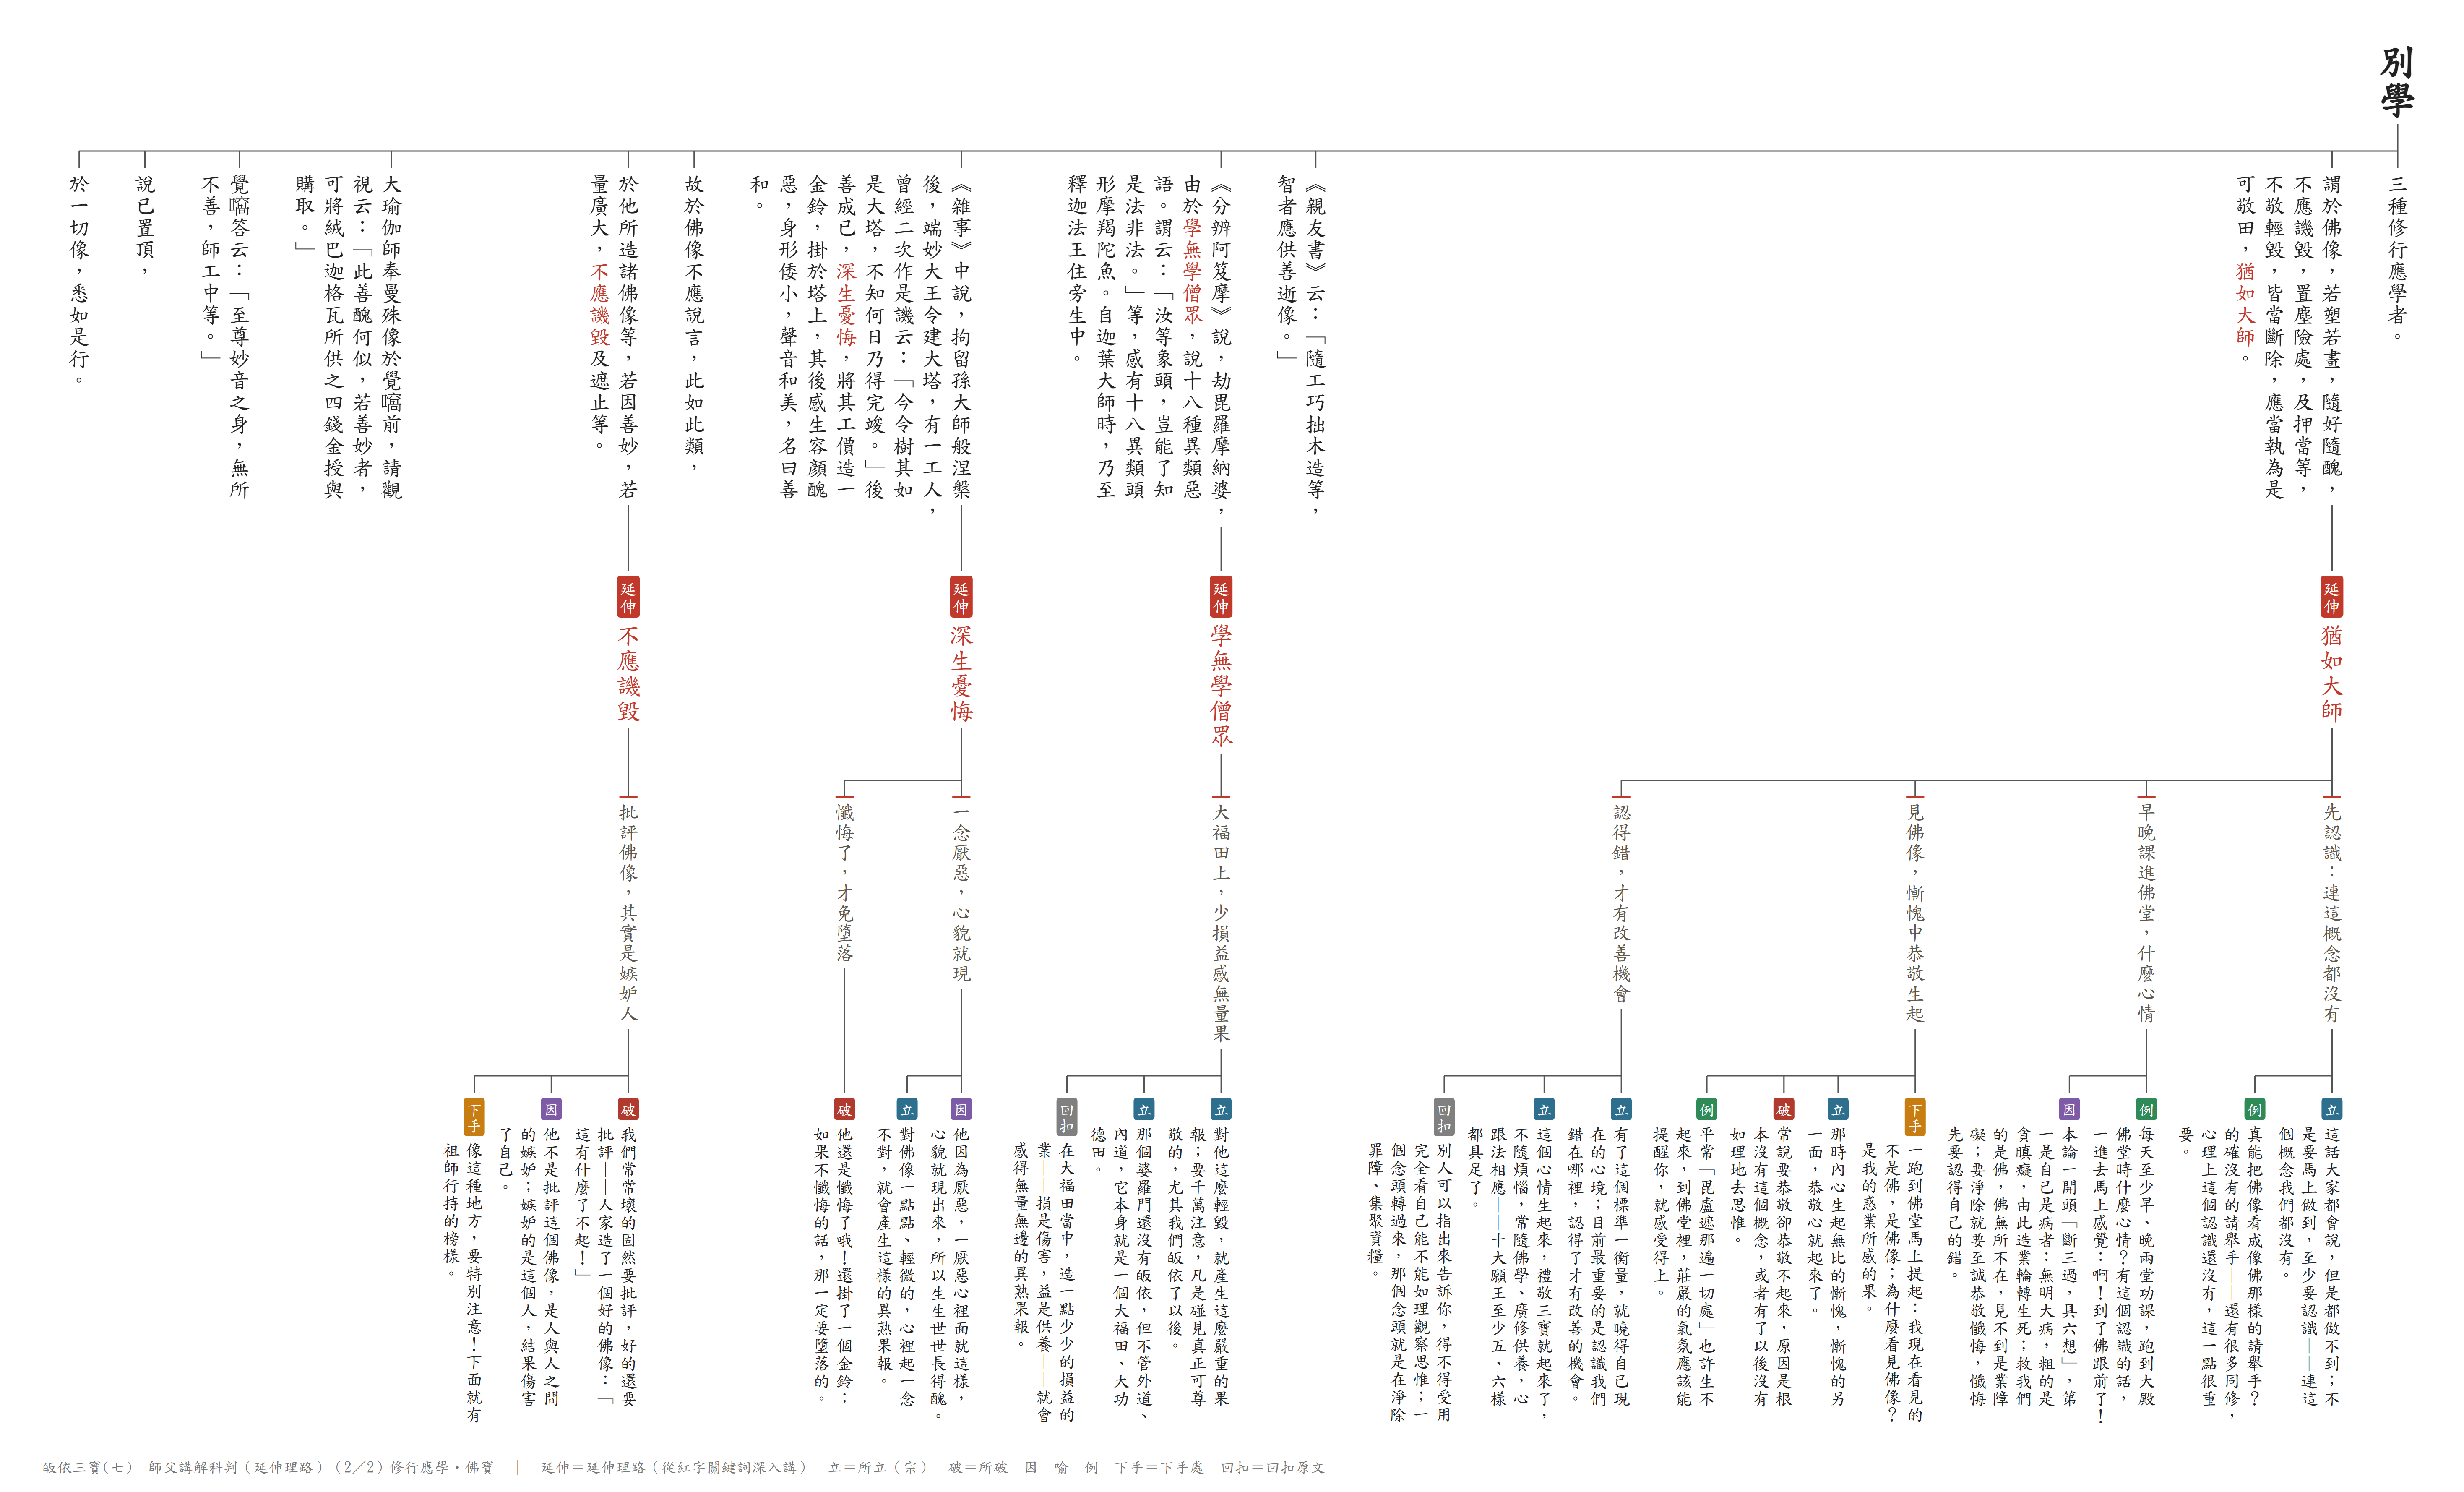 別學
三種修行應學者。
謂於佛像，若塑若畫，隨好隨醜，
不應譏毀，置塵險處，及押當等，
不敬輕毀，皆當斷除，應當執為是
可敬田，猶如大師。
《親友書》云：「隨工巧拙木造等，
智者應供善逝像。」
《分辨阿笈摩》說，劫毘羅摩納婆，
由於學無學僧眾，說十八種異類惡
語。謂云：「汝等象頭，豈能了知
是法非法。」等，感有十八異類頭
形摩羯陀魚。自迦葉大師時，乃至
釋迦法王住旁生中。
《雜事》中說，拘留孫大師般涅槃
後，端妙大王令建大塔，有一工人，
曾經二次作是譏云：「今令樹其如
是大塔，不知何日乃得完竣。」後
善成已，深生憂悔，將其工價造一
金鈴，掛於塔上，其後感生容顏醜
惡，身形倭小，聲音和美，名曰善
和。
故於佛像不應說言，此如此類，
於他所造諸佛像等，若因善妙，若
量廣大，不應譏毀及遮止等。
大瑜伽師奉曼殊像於覺㗨前，請觀
視云：「此善醜何似，若善妙者，
可將絨巴迦格瓦所供之四錢金授與
購取。」
覺㗨答云：「至尊妙音之身，無所
不善，師工中等。」
說已置頂，
於一切像，悉如是行。
延伸
猶如大師
先認識：連這概念都沒有
立
這話大家都會說，但是都做不到；不
是要馬上做到，至少要認識——連這
個概念我們都沒有。
例
真能把佛像看成像佛那樣的請舉手？
的確沒有的請舉手——還有很多同修，
心理上這個認識還沒有，這一點很重
要。
早晚課進佛堂，什麼心情
例
每天至少早、晚兩堂功課，跑到大殿
佛堂時什麼心情？有這個認識的話，
一進去馬上感覺：啊！到了佛跟前了！
因
本論一開頭「斷三過，具六想」，第
一是自己是病者：無明大病，粗的是
貪瞋癡，由此造業輪轉生死；救我們
的是佛，佛無所不在，見不到是業障
礙；要淨除就要至誠恭敬懺悔，懺悔
先要認得自己的錯。
見佛像，慚愧中恭敬生起
下手
一跑到佛堂馬上提起：我現在看見的
不是佛，是佛像；為什麼看見佛像？
是我的惑業所感的果。
立
那時內心生起無比的慚愧，慚愧的另
一面，恭敬心就起來了。
破
常說要恭敬卻恭敬不起來，原因是根
本沒有這個概念，或者有了以後沒有
如理地去思惟。
例
平常「毘盧遮那遍一切處」也許生不
起來，到佛堂裡，莊嚴的氣氛應該能
提醒你，就感受得上。
認得錯，才有改善機會
立
有了這個標準一衡量，就曉得自己現
在的心境；目前最重要的是認識我們
錯在哪裡，認得了才有改善的機會。
立
這個心情生起來，禮敬三寶就起來了，
不隨煩惱，常隨佛學、廣修供養，心
跟法相應——十大願王至少五、六樣
都具足了。
回扣
別人可以指出來告訴你，得不得受用
完全看自己能不能如理觀察思惟；一
個念頭轉過來，那個念頭就是在淨除
罪障、集聚資糧。
延伸
學無學僧眾
大福田上，少損益感無量果
立
對他這麼輕毀，就產生這麼嚴重的果
報；要千萬注意，凡是碰見真正可尊
敬的，尤其我們皈依了以後。
立
那個婆羅門還沒有皈依，但不管外道、
內道，它本身就是一個大福田、大功
德田。
回扣
在大福田當中，造一點少少的損益的
業——損是傷害，益是供養——就會
感得無量無邊的異熟果報。
延伸
深生憂悔
一念厭惡，心貌就現
因
他因為厭惡，一厭惡心裡面就這樣，
心貌就現出來，所以生生世世長得醜。
立
對佛像一點點、輕微的，心裡起一念
不對，就會產生這樣的異熟果報。
懺悔了，才免墮落
破
他還是懺悔了哦！還掛了一個金鈴；
如果不懺悔的話，那一定要墮落的。
延伸
不應譏毀
批評佛像，其實是嫉妒人
破
我們常常壞的固然要批評，好的還要
批評——人家造了一個好的佛像：「
這有什麼了不起！」
因
他不是批評這個佛像，是人與人之間
的嫉妒；嫉妒的是這個人，結果傷害
了自己。
下手
像這種地方，要特別注意！下面就有
祖師行持的榜樣。
皈依三寶(七)　師父講解科判（延伸理路）（2／2）修行應學・佛寶　｜　延伸＝延伸理路（從紅字關鍵詞深入講）　立＝所立（宗）　破＝所破　因　喻　例　下手＝下手處　回扣＝回扣原文